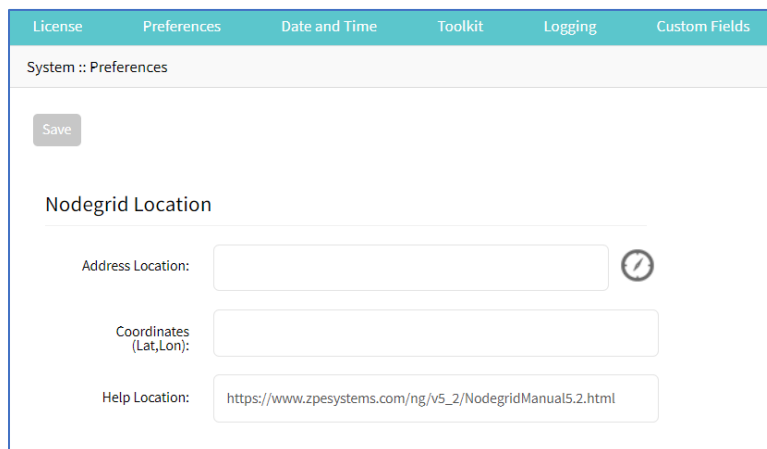 License Preferences Date and Time Toolkit Logging Custom Fields
System :: Preferences
Save
Nodegrid Location
Address Location:
Coordinates
(Lat,Lon):
Help Location: https://www.zpesystems.com/ng/v5_2/NodegridManual5.2.html